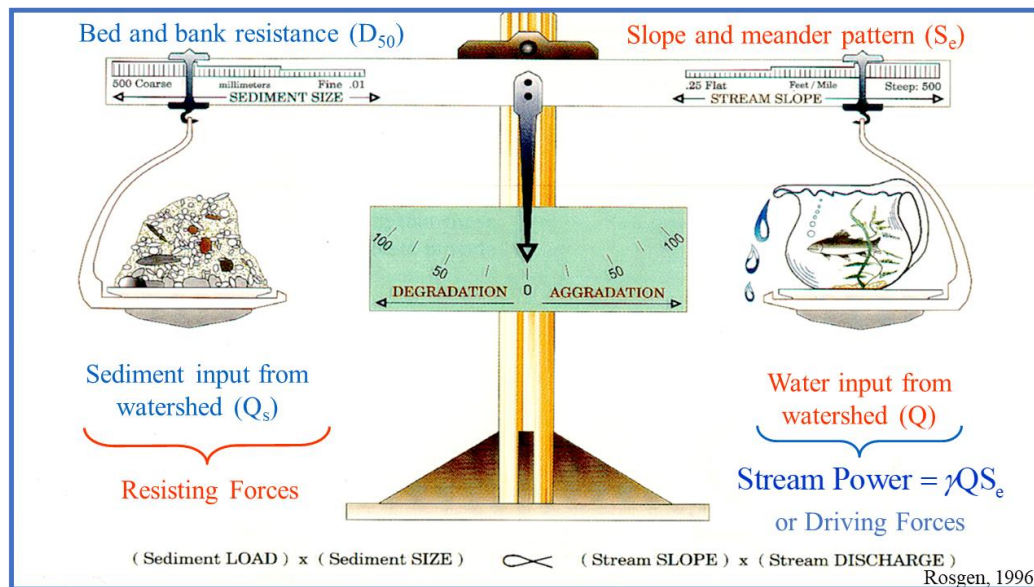 Bed and bank resistance (D50)
Slope and meander pattern (Se)
500 Coarse millimeters Fine .01
SEDIMENT SIZE
.25 Flat Feet/Mile Steep: 500
STREAM SLOPE
100 50 0 50 100
DEGRADATION AGGRADATION
Sediment input from
watershed (Qs)
Resisting Forces
Water input from
watershed (Q)
Stream Power = γQSe
or Driving Forces
(Sediment LOAD) x (Sediment SIZE) ∝ (Stream SLOPE) x (Stream DISCHARGE)
Rosgen, 1996